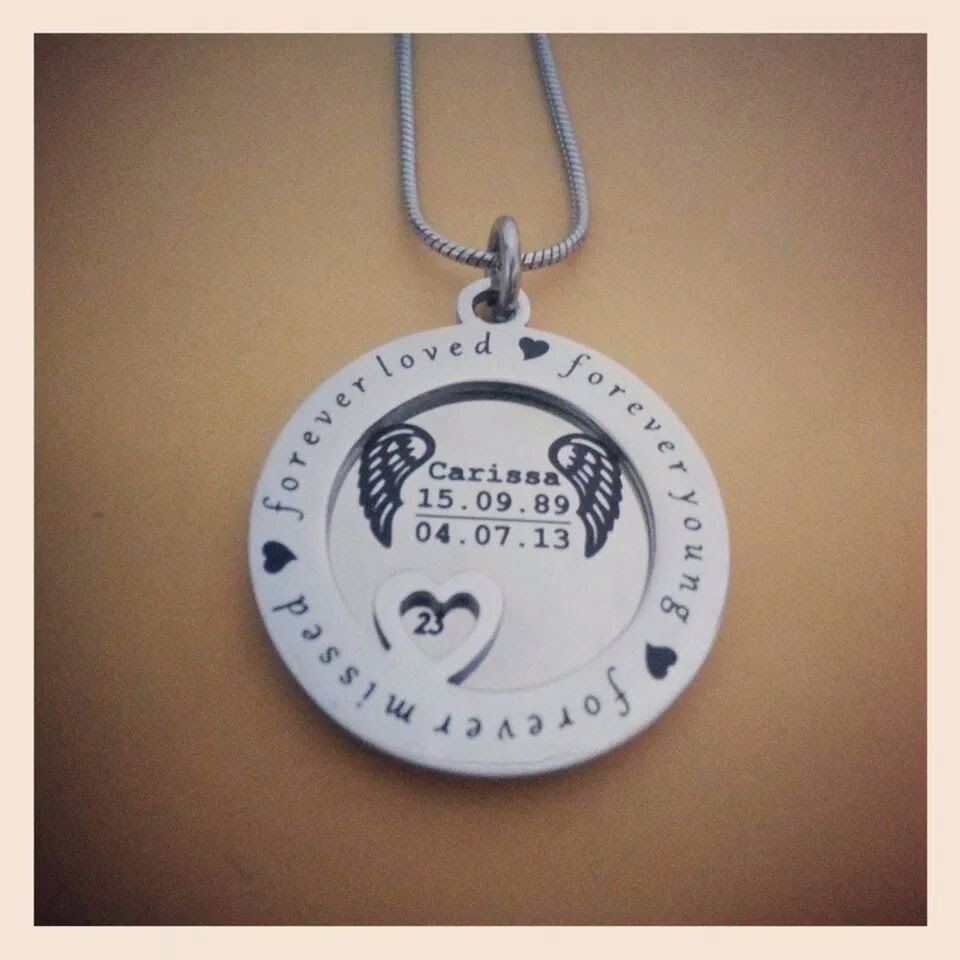 forever loved ♥ forever young ♥ forever missed ♥
Carissa
15.09.89
04.07.13
23